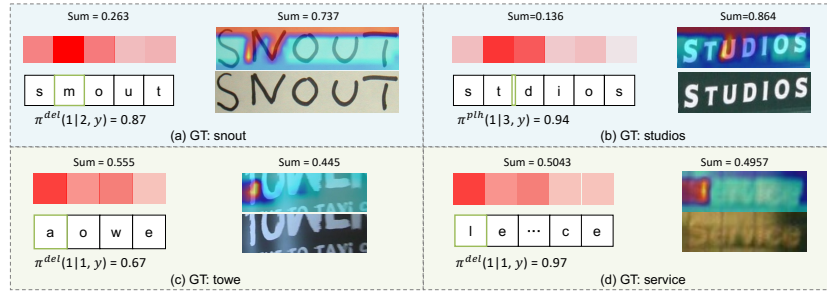 Sum = 0.263
Sum = 0.737
SNOUT
s m o u t
SNOUT
π^del(1|2, y) = 0.87
(a) GT: snout
Sum=0.136
Sum=0.864
STUDIOS
s t d i o s
STUDIOS
π^plh(1|3, y) = 0.94
(b) GT: studios
Sum = 0.555
Sum = 0.445
TOWER
a o w e
TOWER
π^del(1|1, y) = 0.67
(c) GT: towe
Sum = 0.5043
Sum = 0.4957
l e ··· c e
Service
π^del(1|1, y) = 0.97
(d) GT: service